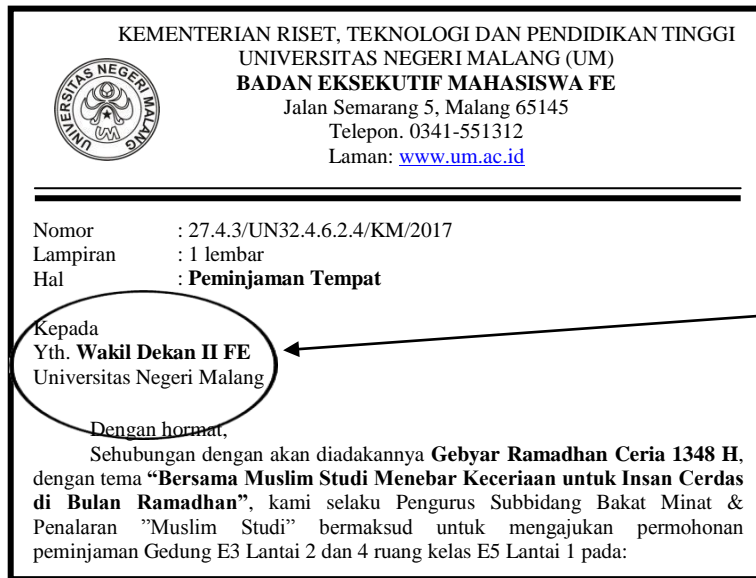 KEMENTERIAN RISET, TEKNOLOGI DAN PENDIDIKAN TINGGI
UNIVERSITAS NEGERI MALANG (UM)
BADAN EKSEKUTIF MAHASISWA FE
Jalan Semarang 5, Malang 65145
Telepon. 0341-551312
Laman: www.um.ac.id
UNIVERSITAS NEGERI MALANG
UM
Nomor : 27.4.3/UN32.4.6.2.4/KM/2017
Lampiran : 1 lembar
Hal : Peminjaman Tempat
Kepada
Yth. Wakil Dekan II FE
Universitas Negeri Malang
Dengan hormat,
Sehubungan dengan akan diadakannya Gebyar Ramadhan Ceria 1348 H,
dengan tema “Bersama Muslim Studi Menebar Keceriaan untuk Insan Cerdas
di Bulan Ramadhan”, kami selaku Pengurus Subbidang Bakat Minat &
Penalaran ”Muslim Studi” bermaksud untuk mengajukan permohonan
peminjaman Gedung E3 Lantai 2 dan 4 ruang kelas E5 Lantai 1 pada: